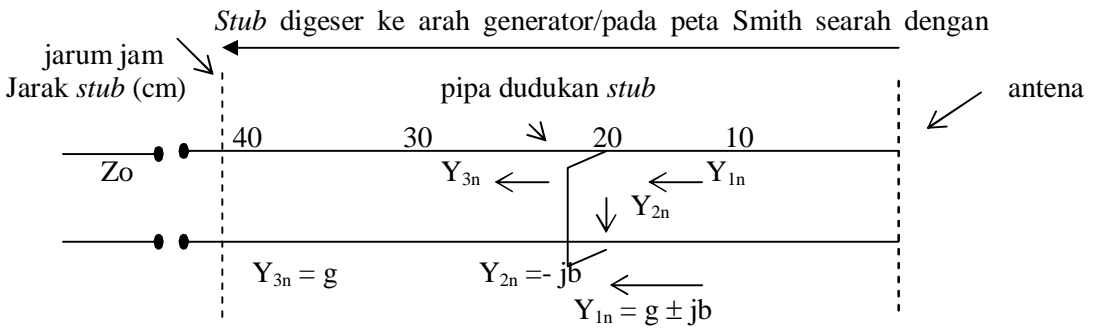 Stub digeser ke arah generator/pada peta Smith searah dengan
jarum jam
Jarak stub (cm)
pipa dudukan stub
antena
40 30 20 10
Zo
Y3n
Y1n
Y2n
Y3n = g
Y2n =- jb
Y1n = g ± jb